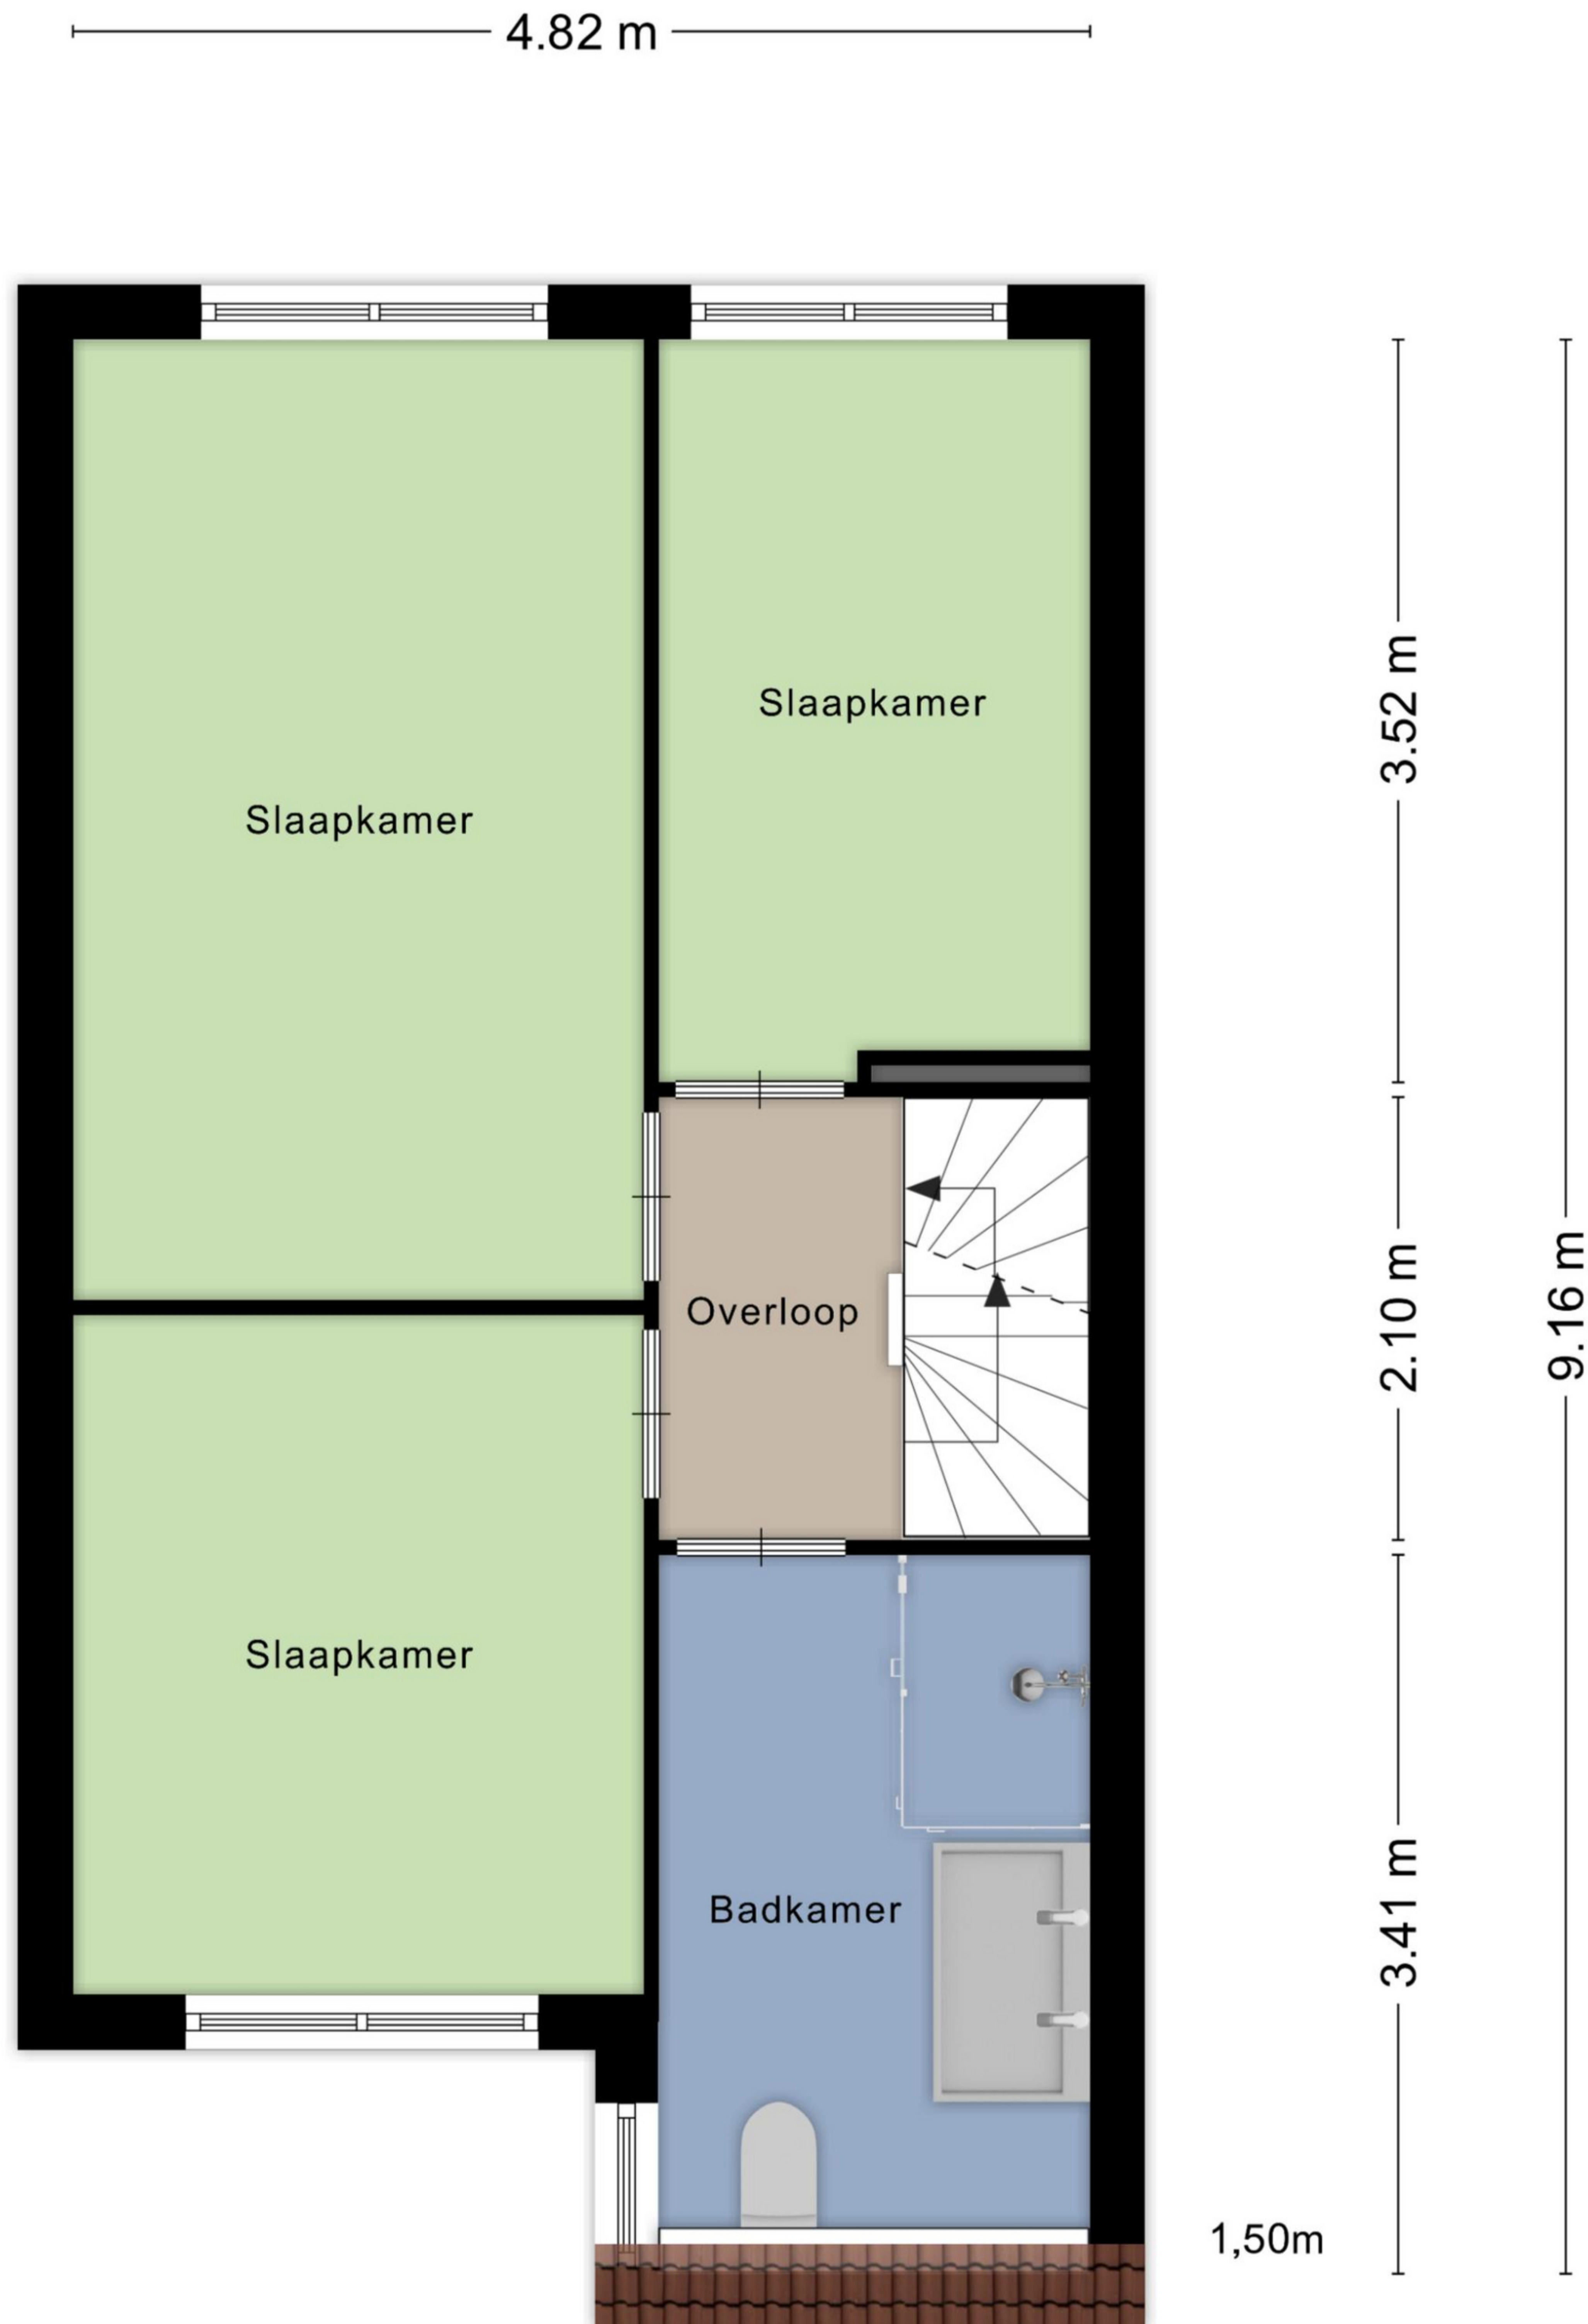 4.82 m
Slaapkamer
3.52 m
Slaapkamer
Overloop
2.10 m
9.16 m
Slaapkamer
Badkamer
3.41 m
1,50m